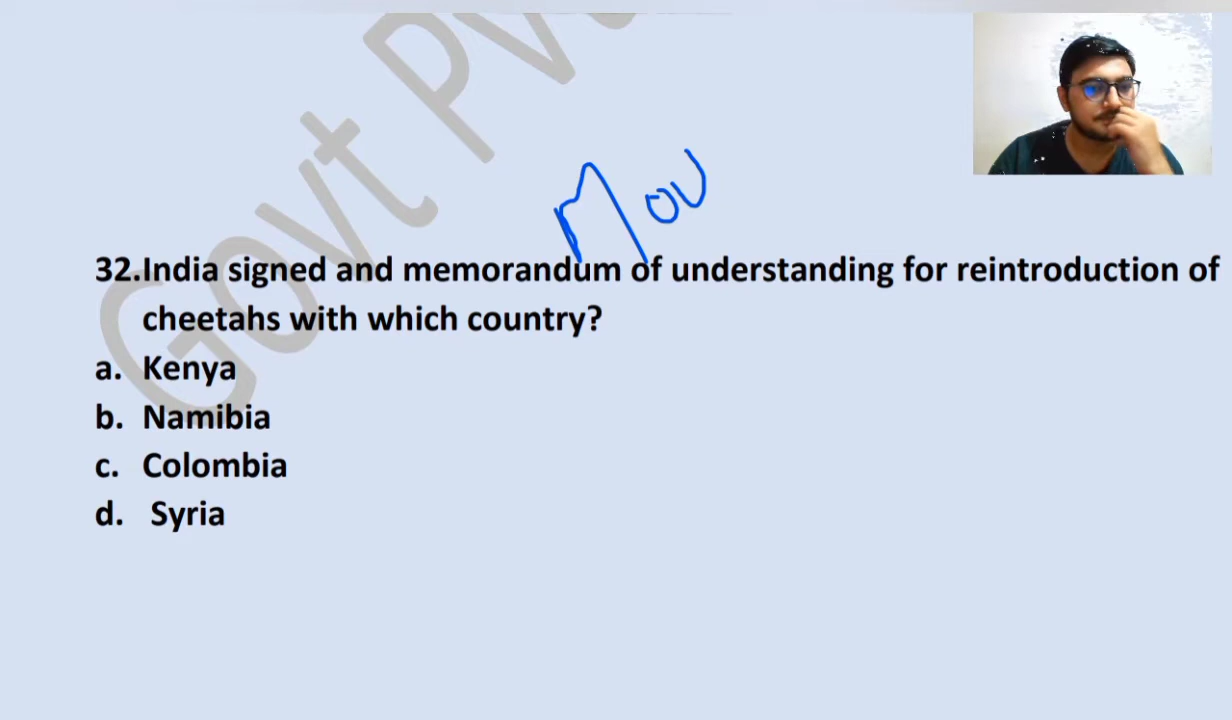 Govt Pv
Mou
32.India signed and memorandum of understanding for reintroduction of
cheetahs with which country?
a. Kenya
b. Namibia
c. Colombia
d. Syria